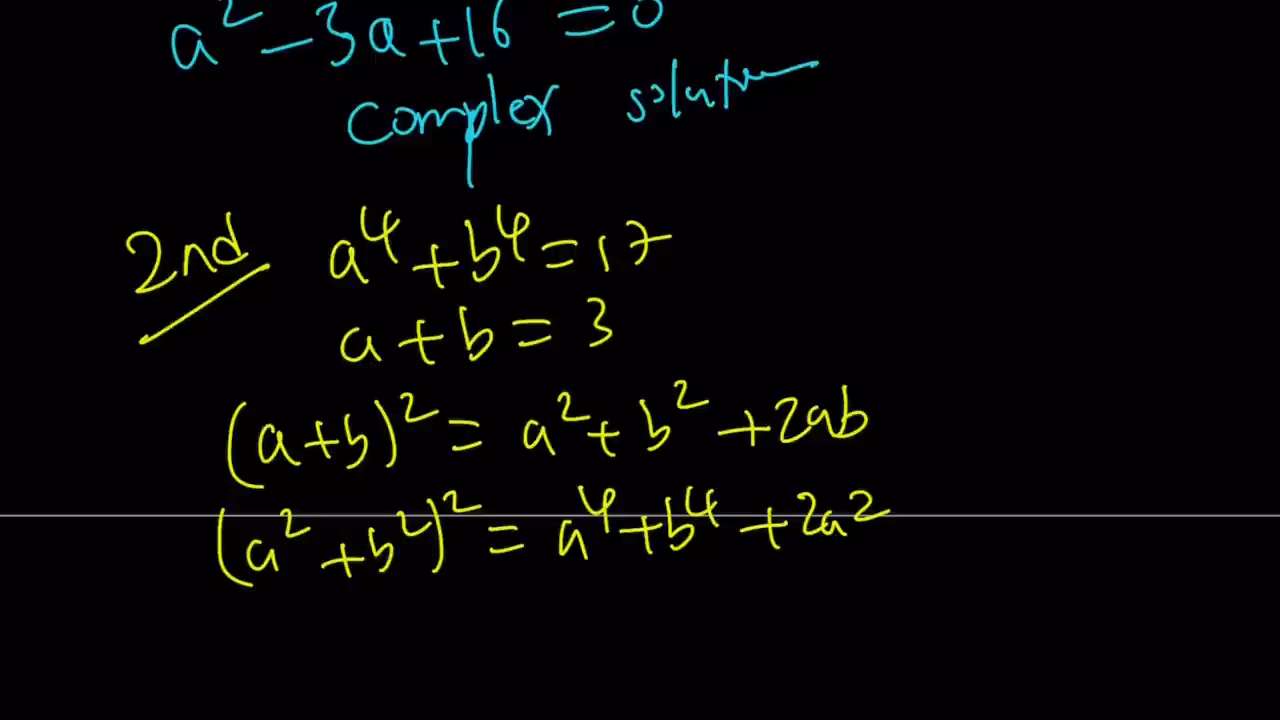 a² - 3a + 16 = 0
complex solution
2nd a⁴ + b⁴ = 17
a + b = 3
(a + b)² = a² + b² + 2ab
(a² + b²)² = a⁴ + b⁴ + 2a²